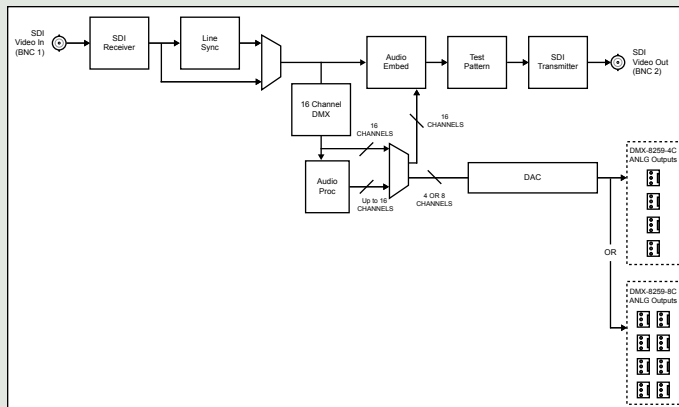 SDI
Video In
(BNC 1)
SDI
Receiver
Line
Sync
Audio
Embed
Test
Pattern
SDI
Transmitter
SDI
Video Out
(BNC 2)
16 Channel
DMX
16
CHANNELS
16
CHANNELS
Audio
Proc
Up to 16
CHANNELS
4 OR 8
CHANNELS
DAC
DMX-8259-4C
ANLG Outputs
OR
DMX-8259-8C
ANLG Outputs